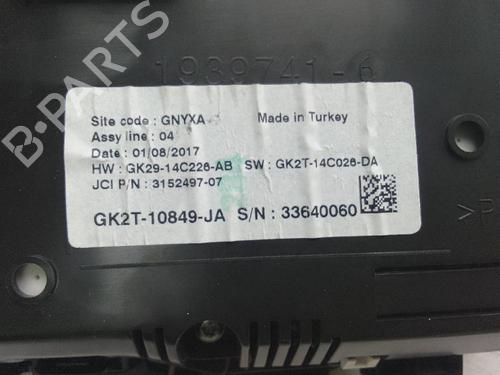 B-PARTS
1939741-6
Site code : GNYXA Made in Turkey
Assy line : 04
Date : 01/08/2017
HW : GK29-14C226-AB SW : GK2T-14C026-DA
JCI P/N : 3152497-07
GK2T-10849-JA S/N : 33640060
>P